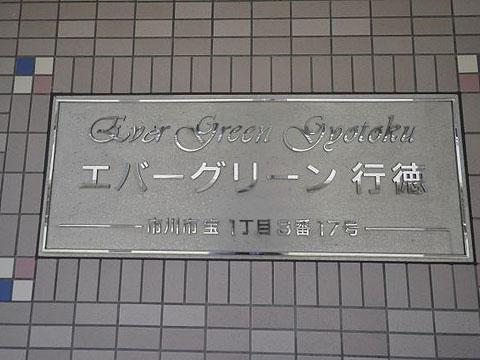 Ever Green Gyotoku
エバーグリーン行徳
市川市宝1丁目3番17号